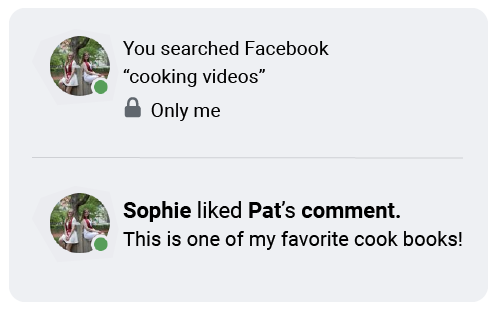 You searched Facebook
“cooking videos”
Only me
Sophie liked Pat’s comment.
This is one of my favorite cook books!